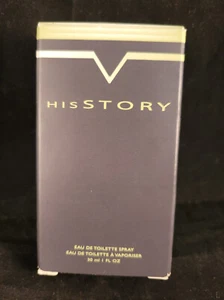 HISSTORY
EAU DE TOILETTE SPRAY
EAU DE TOILETTE A VAPORISER
30 ml 1 FL OZ